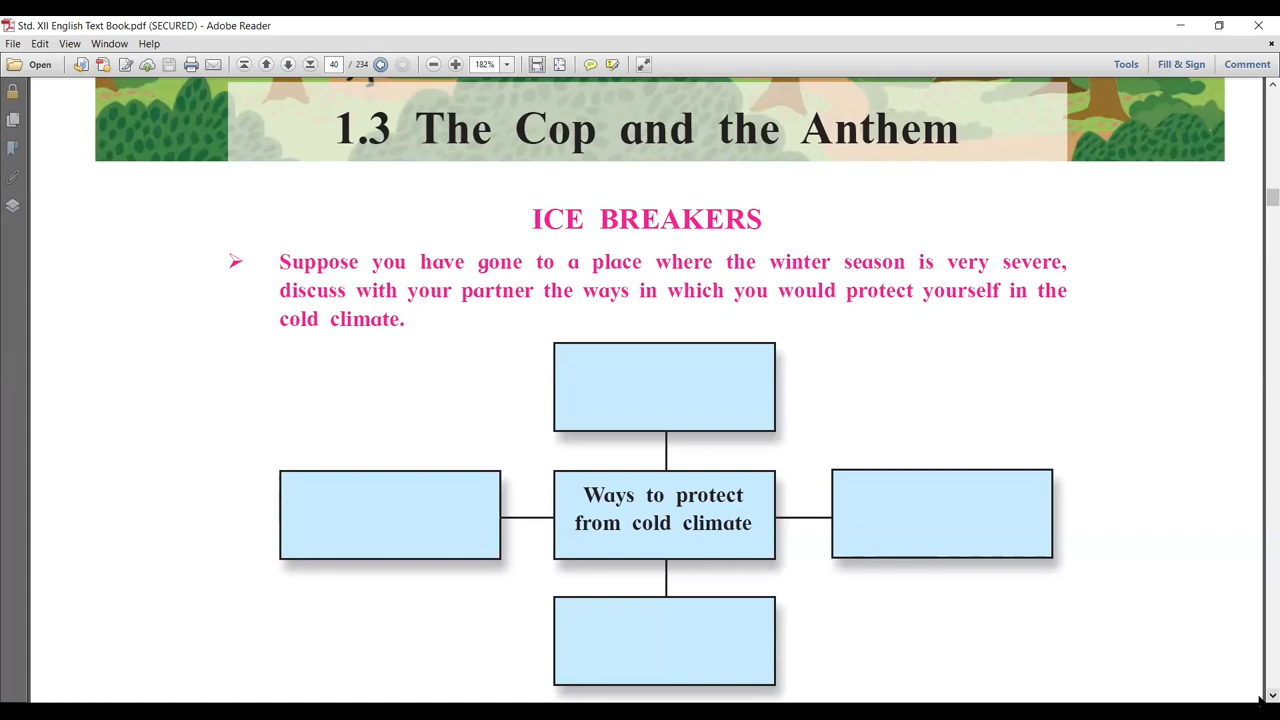 Std. XII English Text Book.pdf (SECURED) - Adobe Reader
File Edit View Window Help
Open 40 / 234 182% Tools Fill & Sign Comment
1.3 The Cop and the Anthem
ICE BREAKERS
Suppose you have gone to a place where the winter season is very severe,
discuss with your partner the ways in which you would protect yourself in the
cold climate.
Ways to protect
from cold climate